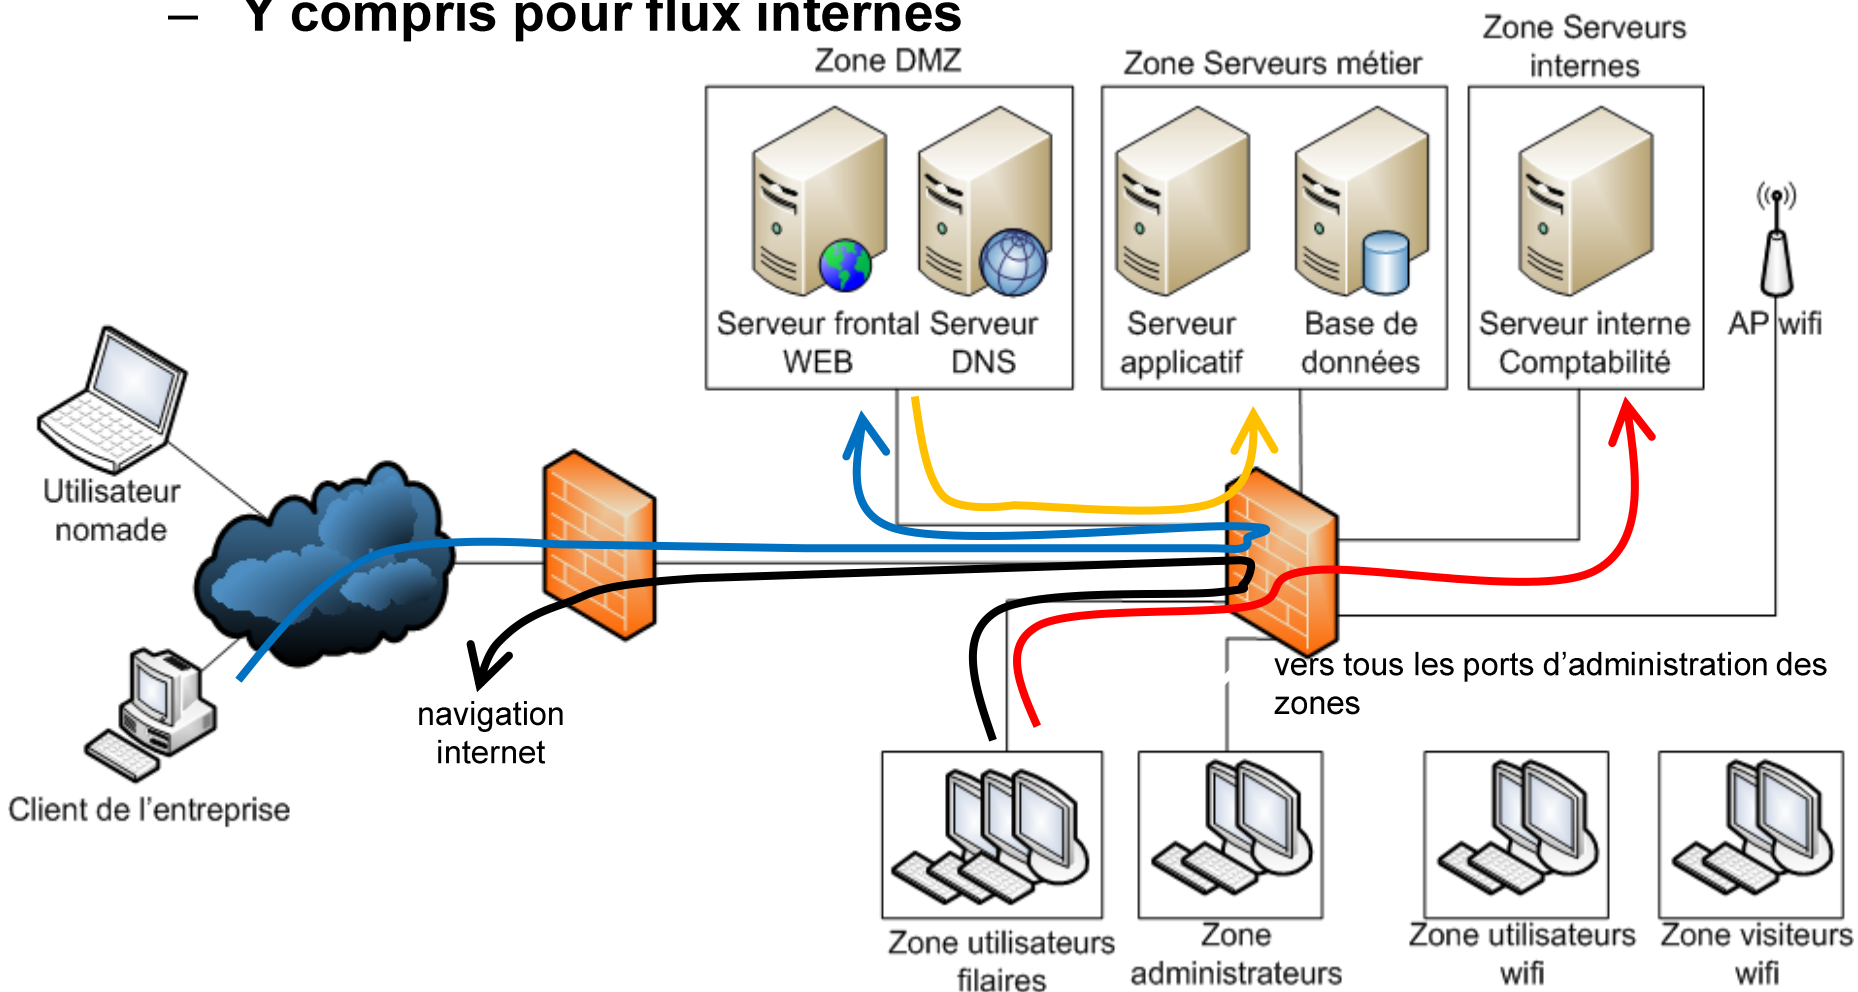 – Y compris pour flux internes
Zone DMZ
Zone Serveurs métier
Zone Serveurs
internes
Serveur frontal
WEB
Serveur
DNS
Serveur
applicatif
Base de
données
Serveur interne
Comptabilité
AP wifi
Utilisateur
nomade
Client de l'entreprise
navigation
internet
vers tous les ports d’administration des
zones
Zone utilisateurs
filaires
Zone
administrateurs
Zone utilisateurs
wifi
Zone visiteurs
wifi